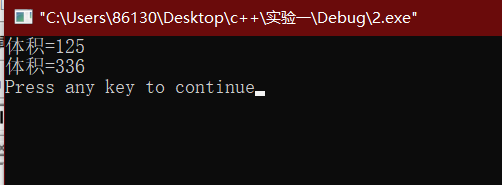 "C:\Users\86130\Desktop\c++\实验一\Debug\2.exe"
体积=125
体积=336
Press any key to continue